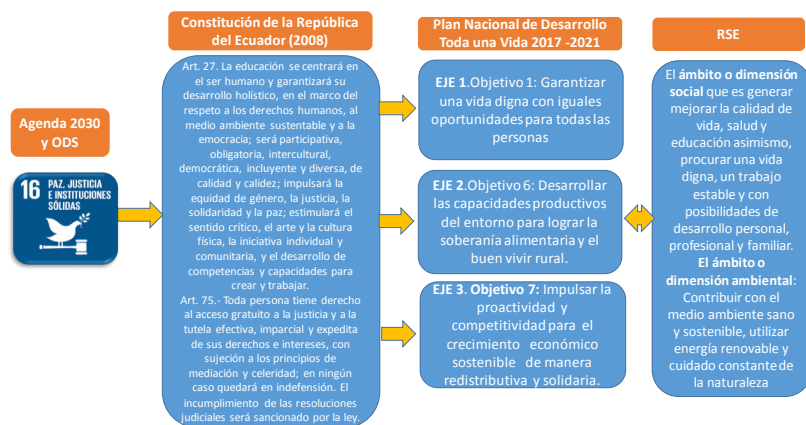 Agenda 2030
y ODS
16 PAZ, JUSTICIA
E INSTITUCIONES
SÓLIDAS
Constitución de la República
del Ecuador (2008)
Art. 27. La educación se centrará en
el ser humano y garantizará su
desarrollo holístico, en el marco del
respeto a los derechos humanos, al
medio ambiente sustentable y a la
emocracia; será participativa,
obligatoria, intercultural,
democrática, incluyente y diversa, de
calidad y calidez; impulsará la
equidad de género, la justicia, la
solidaridad y la paz; estimulará el
sentido crítico, el arte y la cultura
física, la iniciativa individual y
comunitaria, y el desarrollo de
competencias y capacidades para
crear y trabajar.
Art. 75.- Toda persona tiene derecho
al acceso gratuito a la justicia y a la
tutela efectiva, imparcial y expedita
de sus derechos e intereses, con
sujeción a los principios de
mediación y celeridad; en ningún
caso quedará en indefensión. El
incumplimiento de las resoluciones
judiciales será sancionado por la ley.
Plan Nacional de Desarrollo
Toda una Vida 2017 -2021
EJE 1.Objetivo 1: Garantizar
una vida digna con iguales
oportunidades para todas las
personas
EJE 2.Objetivo 6: Desarrollar
las capacidades productivos
del entorno para lograr la
soberanía alimentaria y el
buen vivir rural.
EJE 3. Objetivo 7: Impulsar la
proactividad y
competitividad para el
crecimiento económico
sostenible de manera
redistributiva y solidaria.
RSE
El ámbito o dimensión
social que es generar
mejorar la calidad de
vida, salud y
educación asimismo,
procurar una vida
digna, un trabajo
estable y con
posibilidades de
desarrollo personal,
profesional y familiar.
El ámbito o
dimensión ambiental:
Contribuir con el
medio ambiente sano
y sostenible, utilizar
energía renovable y
cuidado constante de
la naturaleza